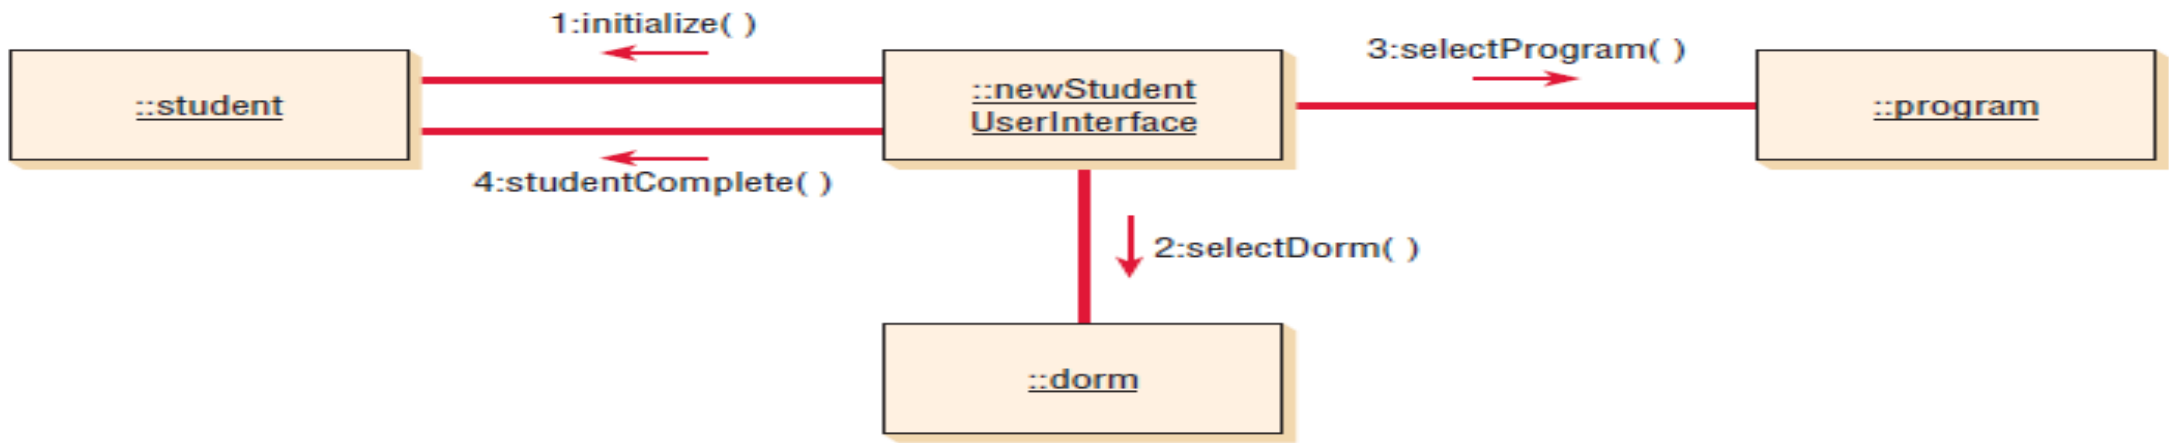 1:initialize( )
3:selectProgram( )
::student
::newStudent
UserInterface
::program
4:studentComplete( )
2:selectDorm( )
::dorm